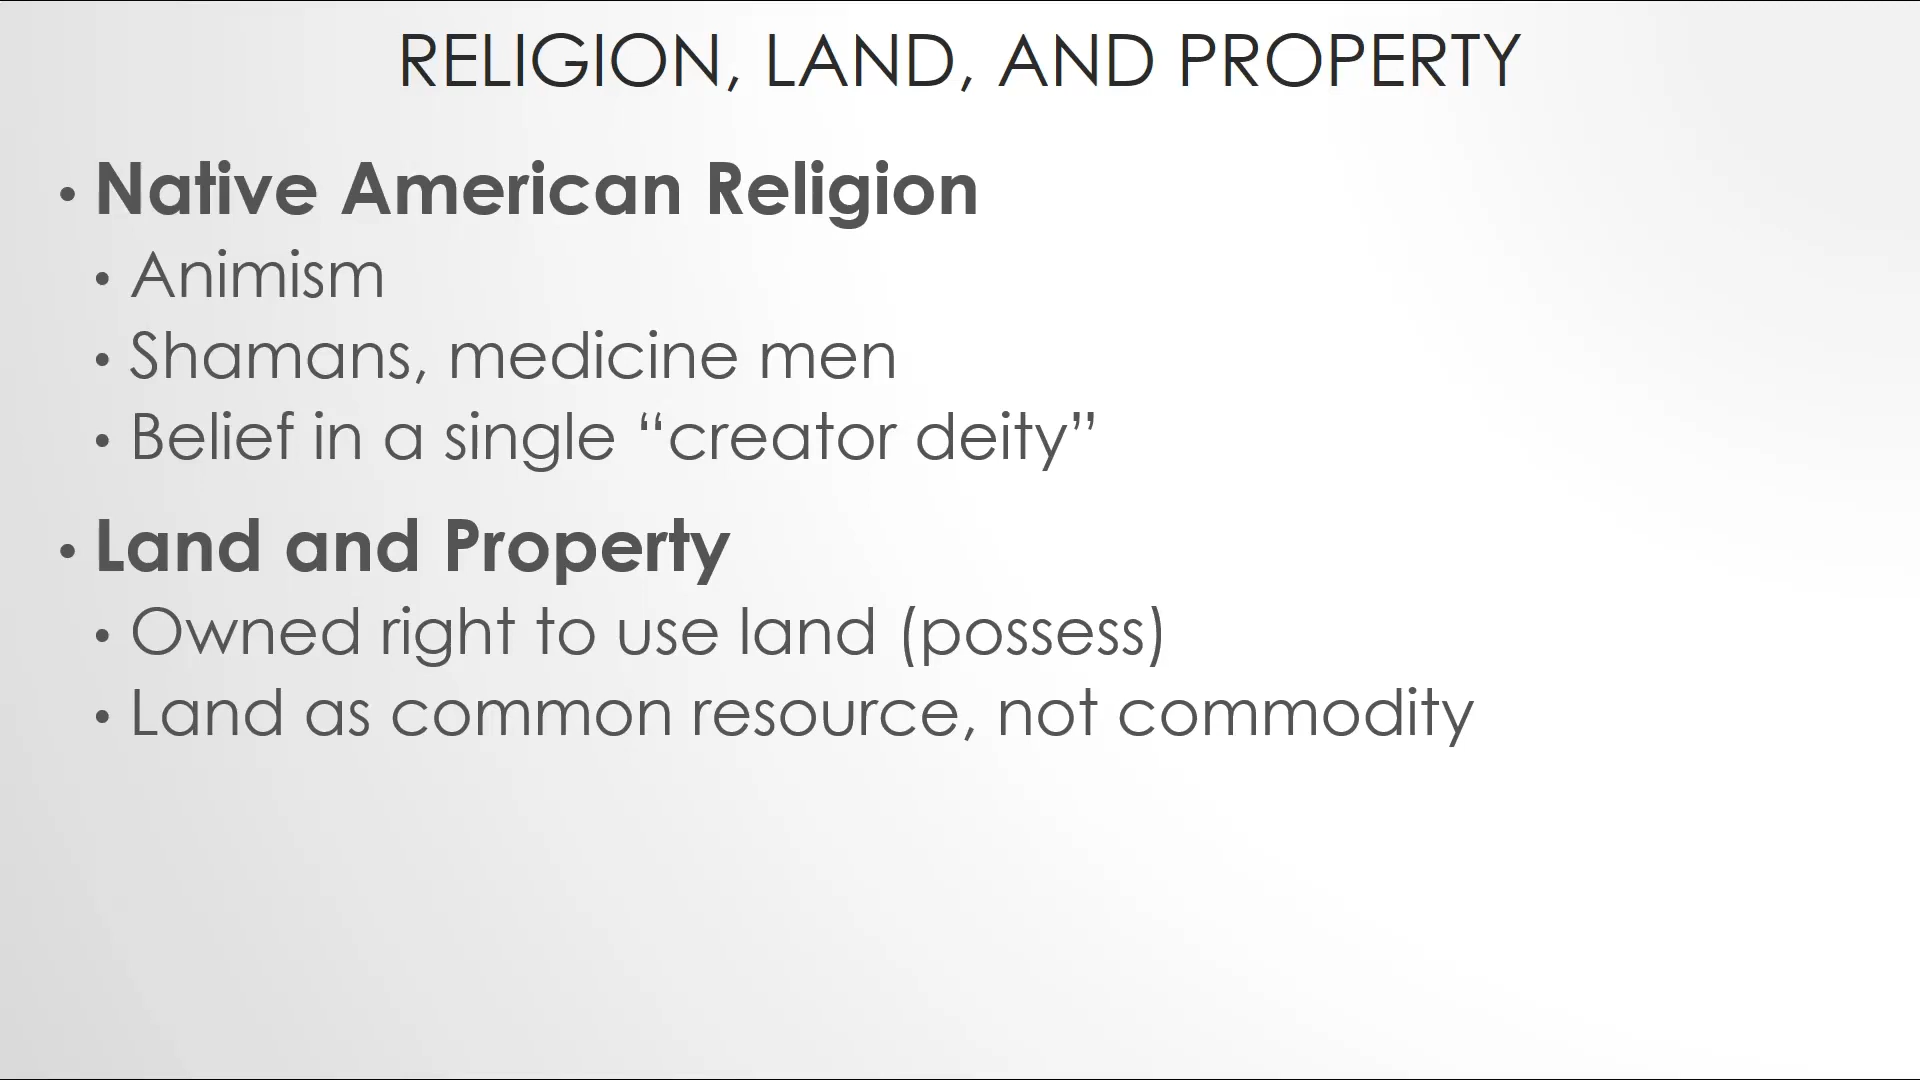 RELIGION, LAND, AND PROPERTY
• Native American Religion
• Animism
• Shamans, medicine men
• Belief in a single “creator deity”
• Land and Property
• Owned right to use land (possess)
• Land as common resource, not commodity